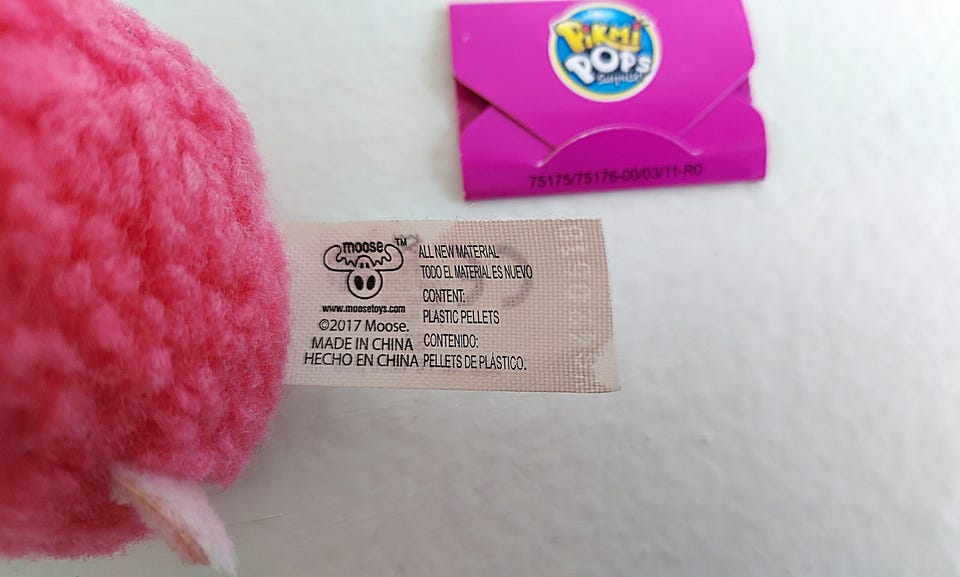 PiKMi
POPS
Surprise!
75175/75176-00/03/11-R0
moose TM
www.moosetoys.com
©2017 Moose.
MADE IN CHINA
HECHO EN CHINA
ALL NEW MATERIAL
TODO EL MATERIAL ES NUEVO
CONTENT:
PLASTIC PELLETS
CONTENIDO:
PELLETS DE PLÁSTICO.